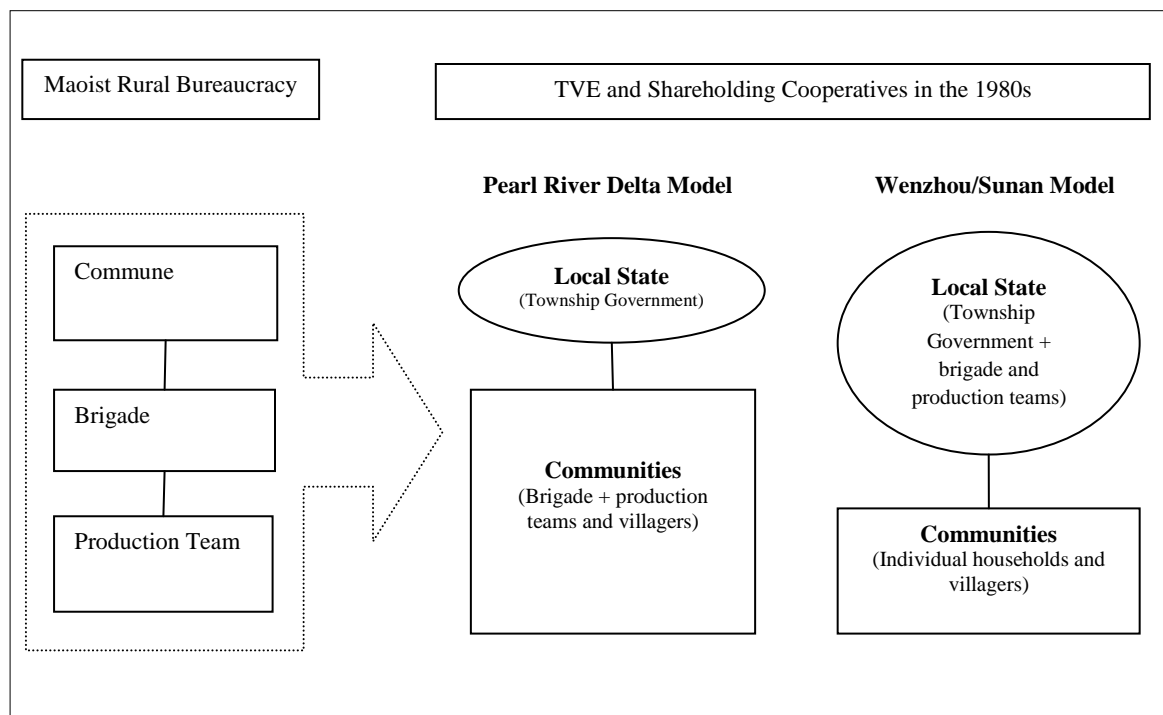 Maoist Rural Bureaucracy
TVE and Shareholding Cooperatives in the 1980s
Pearl River Delta Model
Wenzhou/Sunan Model
Commune
Brigade
Production Team
Local State
(Township Government)
Communities
(Brigade + production
teams and villagers)
Local State
(Township
Government +
brigade and
production teams)
Communities
(Individual households and
villagers)